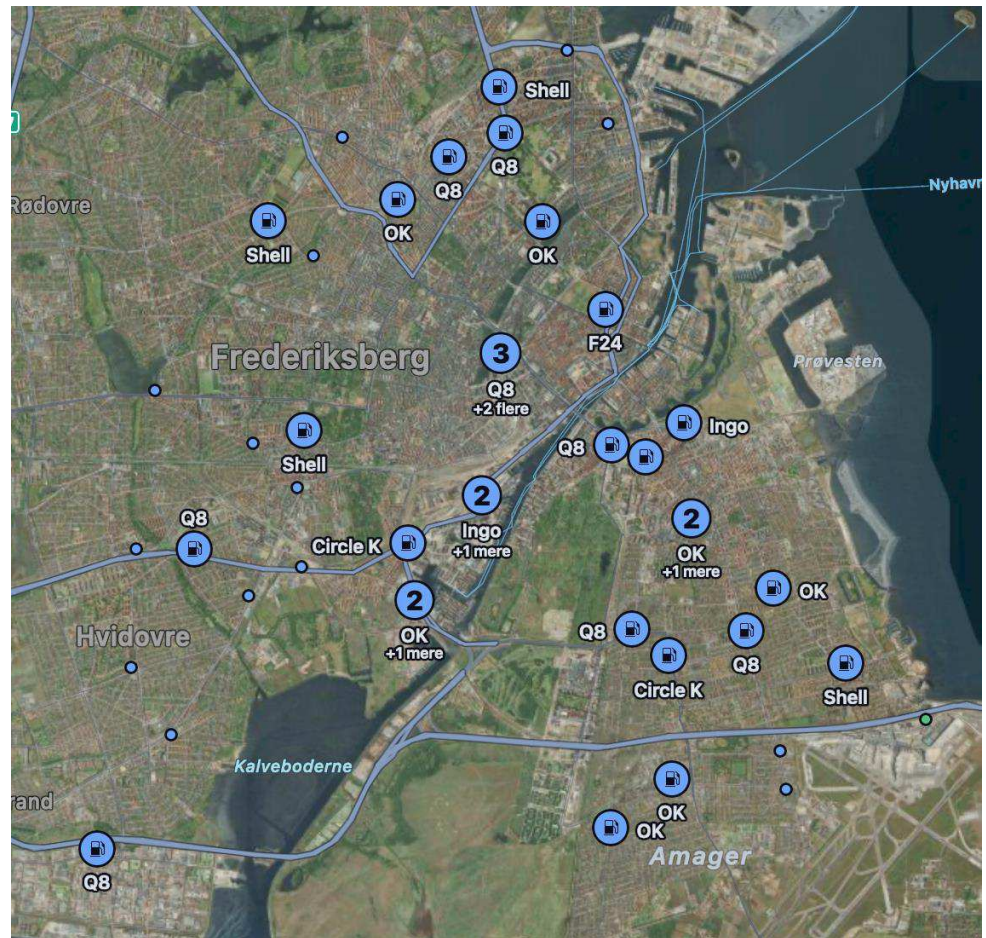 Shell
Q8
Q8
Nyhavn
Rødovre
OK
Shell
OK
F24
Frederiksberg
3
Prøvesten
Q8
+2 flere
Ingo
Q8
Shell
2
Q8
2
Ingo
+1 mere
Circle K
OK
+1 mere
OK
2
OK
+1 mere
Q8
Hvidovre
Q8
Circle K
Shell
Kalveboderne
rand
OK
OK
Amager
Q8